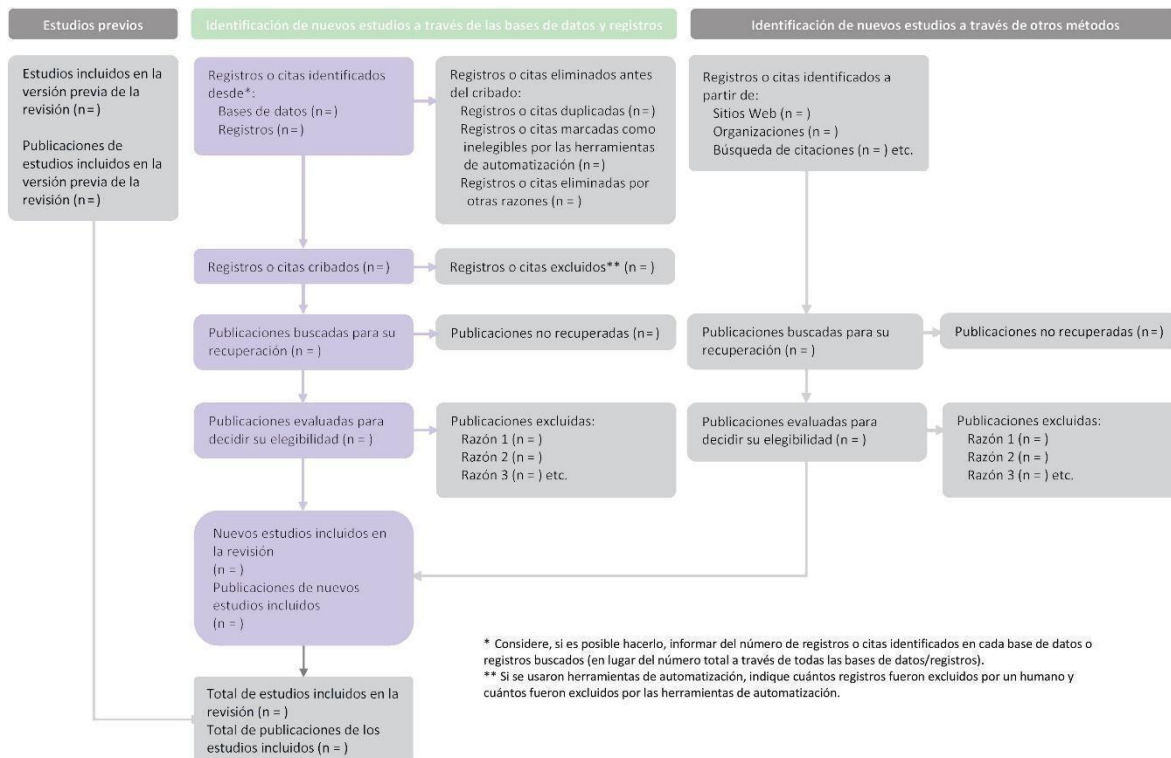 Estudios previos
Identificación de nuevos estudios a través de las bases de datos y registros
Identificación de nuevos estudios a través de otros métodos
Estudios incluidos en la
versión previa de la
revisión (n=)
Publicaciones de
estudios incluidos en la
versión previa de la
revisión (n=)
Registros o citas identificados
desde*:
Bases de datos (n=)
Registros (n=)
Registros o citas eliminados antes
del cribado:
Registros o citas duplicadas (n=)
Registros o citas marcadas como
inelegibles por las herramientas
de automatización (n=)
Registros o citas eliminadas por
otras razones (n= )
Registros o citas identificados a
partir de:
Sitios Web (n= )
Organizaciones (n= )
Búsqueda de citaciones (n= ) etc.
Registros o citas cribados (n=)
Registros o citas excluidos** (n= )
Publicaciones buscadas para su
recuperación (n= )
Publicaciones no recuperadas (n=)
Publicaciones buscadas para su
recuperación (n= )
Publicaciones no recuperadas (n=)
Publicaciones evaluadas para
decidir su elegibilidad (n= )
Publicaciones excluidas:
Razón 1 (n= )
Razón 2 (n= )
Razón 3 (n= ) etc.
Publicaciones evaluadas para
decidir su elegibilidad (n= )
Publicaciones excluidas:
Razón 1 (n= )
Razón 2 (n= )
Razón 3 (n= ) etc.
Nuevos estudios incluidos en
la revisión
(n= )
Publicaciones de nuevos
estudios incluidos
(n= )
Total de estudios incluidos en la
revisión (n= )
Total de publicaciones de los
estudios incluidos (n= )
* Considere, si es posible hacerlo, informar del número de registros o citas identificados en cada base de datos o
registros buscados (en lugar del número total a través de todas las bases de datos/registros).
** Si se usaron herramientas de automatización, indique cuántos registros fueron excluidos por un humano y
cuántos fueron excluidos por las herramientas de automatización.